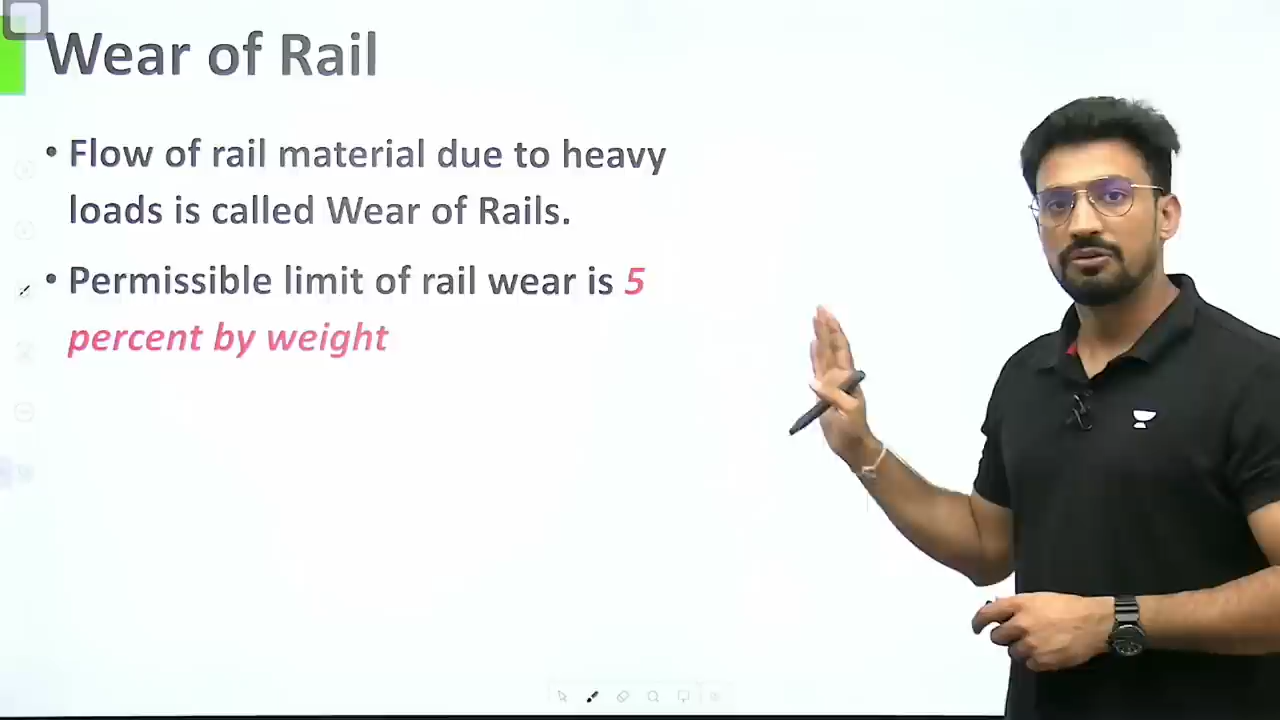 Wear of Rail
• Flow of rail material due to heavy
loads is called Wear of Rails.
• Permissible limit of rail wear is 5
percent by weight